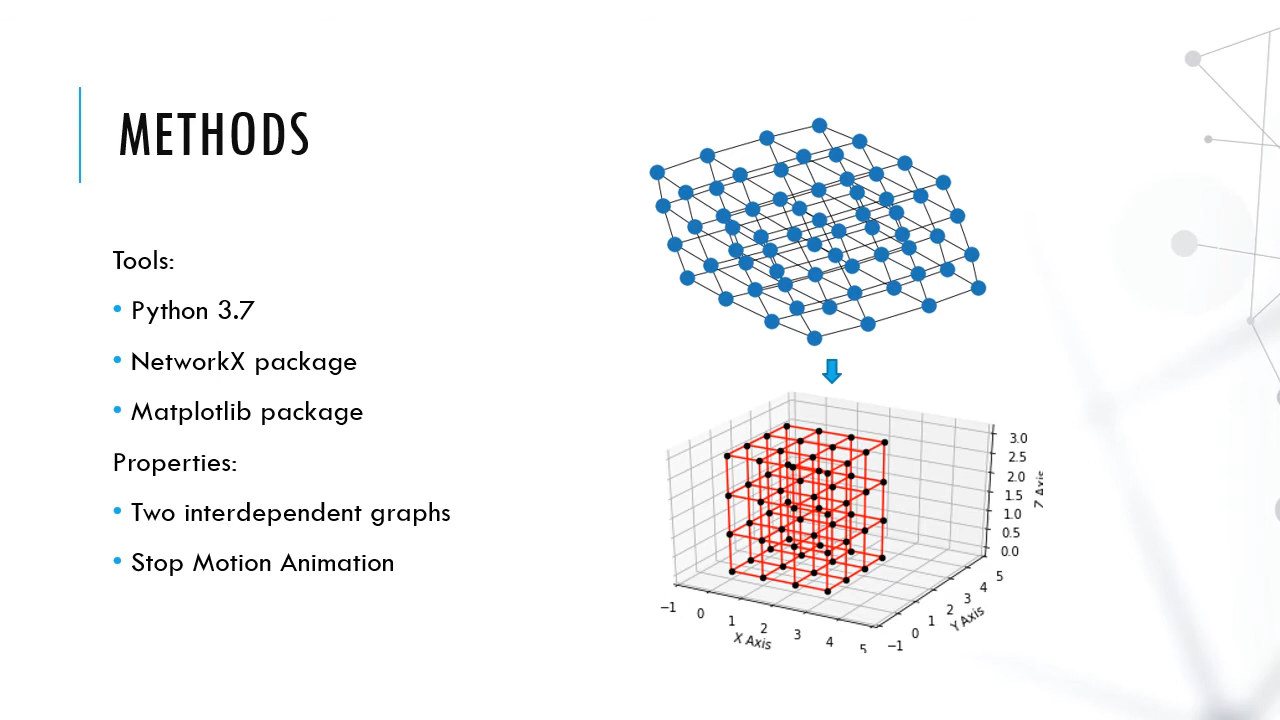 METHODS
Tools:
• Python 3.7
• NetworkX package
• Matplotlib package
Properties:
• Two interdependent graphs
• Stop Motion Animation
3.0
2.5
2.0
1.5
1.0
0.5
0.0
Z Axis
−1 0 1 2 3 4 5
X Axis
−1 0 1 2 3 4 5
Y Axis